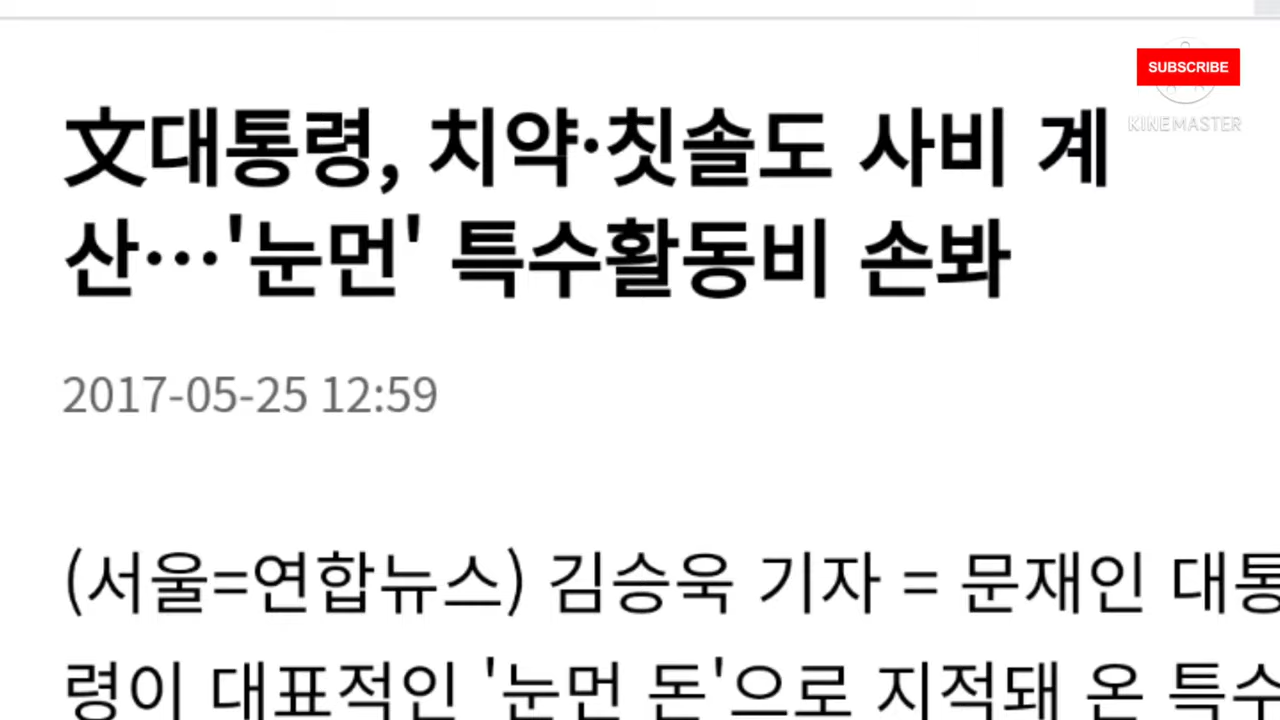 SUBSCRIBE
KINEMASTER
文대통령, 치약·칫솔도 사비 계
산…'눈먼' 특수활동비 손봐
2017-05-25 12:59
(서울=연합뉴스) 김승욱 기자 = 문재인 대통
령이 대표적인 '눈먼 돈'으로 지적돼 온 특수